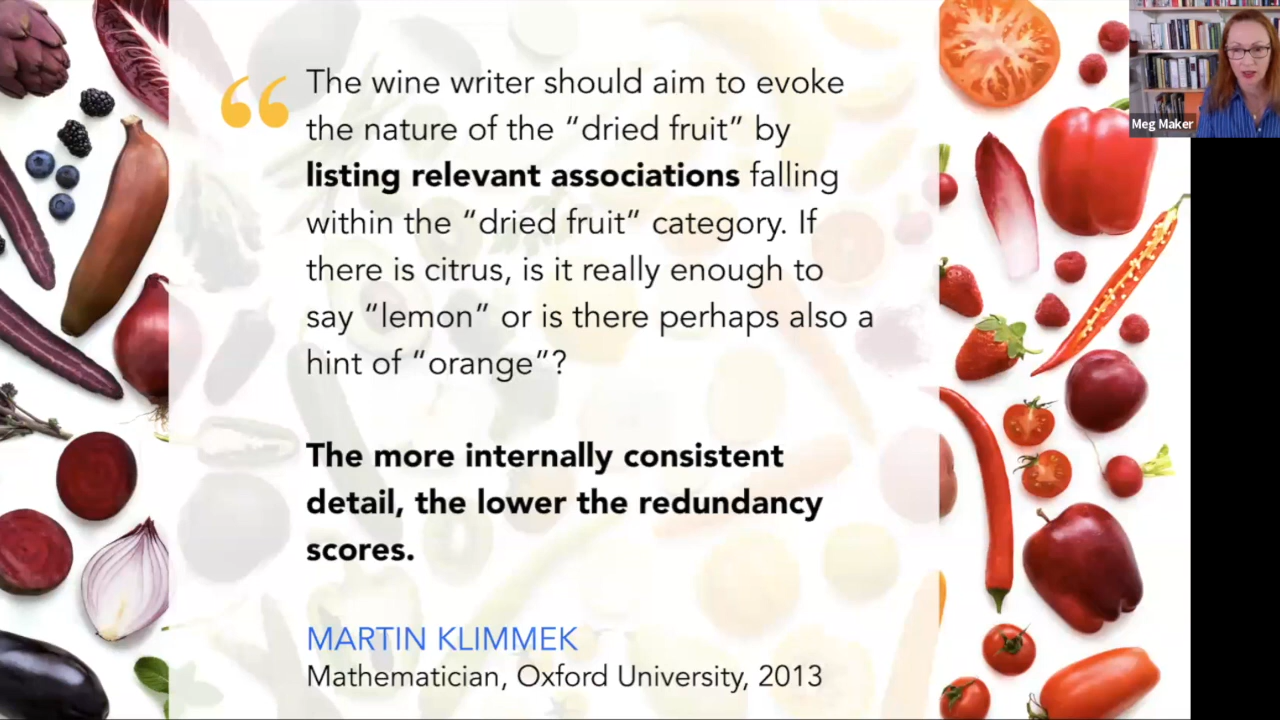 “
The wine writer should aim to evoke
the nature of the “dried fruit” by
listing relevant associations falling
within the “dried fruit” category. If
there is citrus, is it really enough to
say “lemon” or is there perhaps also a
hint of “orange”?
The more internally consistent
detail, the lower the redundancy
scores.
MARTIN KLIMMEK
Mathematician, Oxford University, 2013
Meg Maker